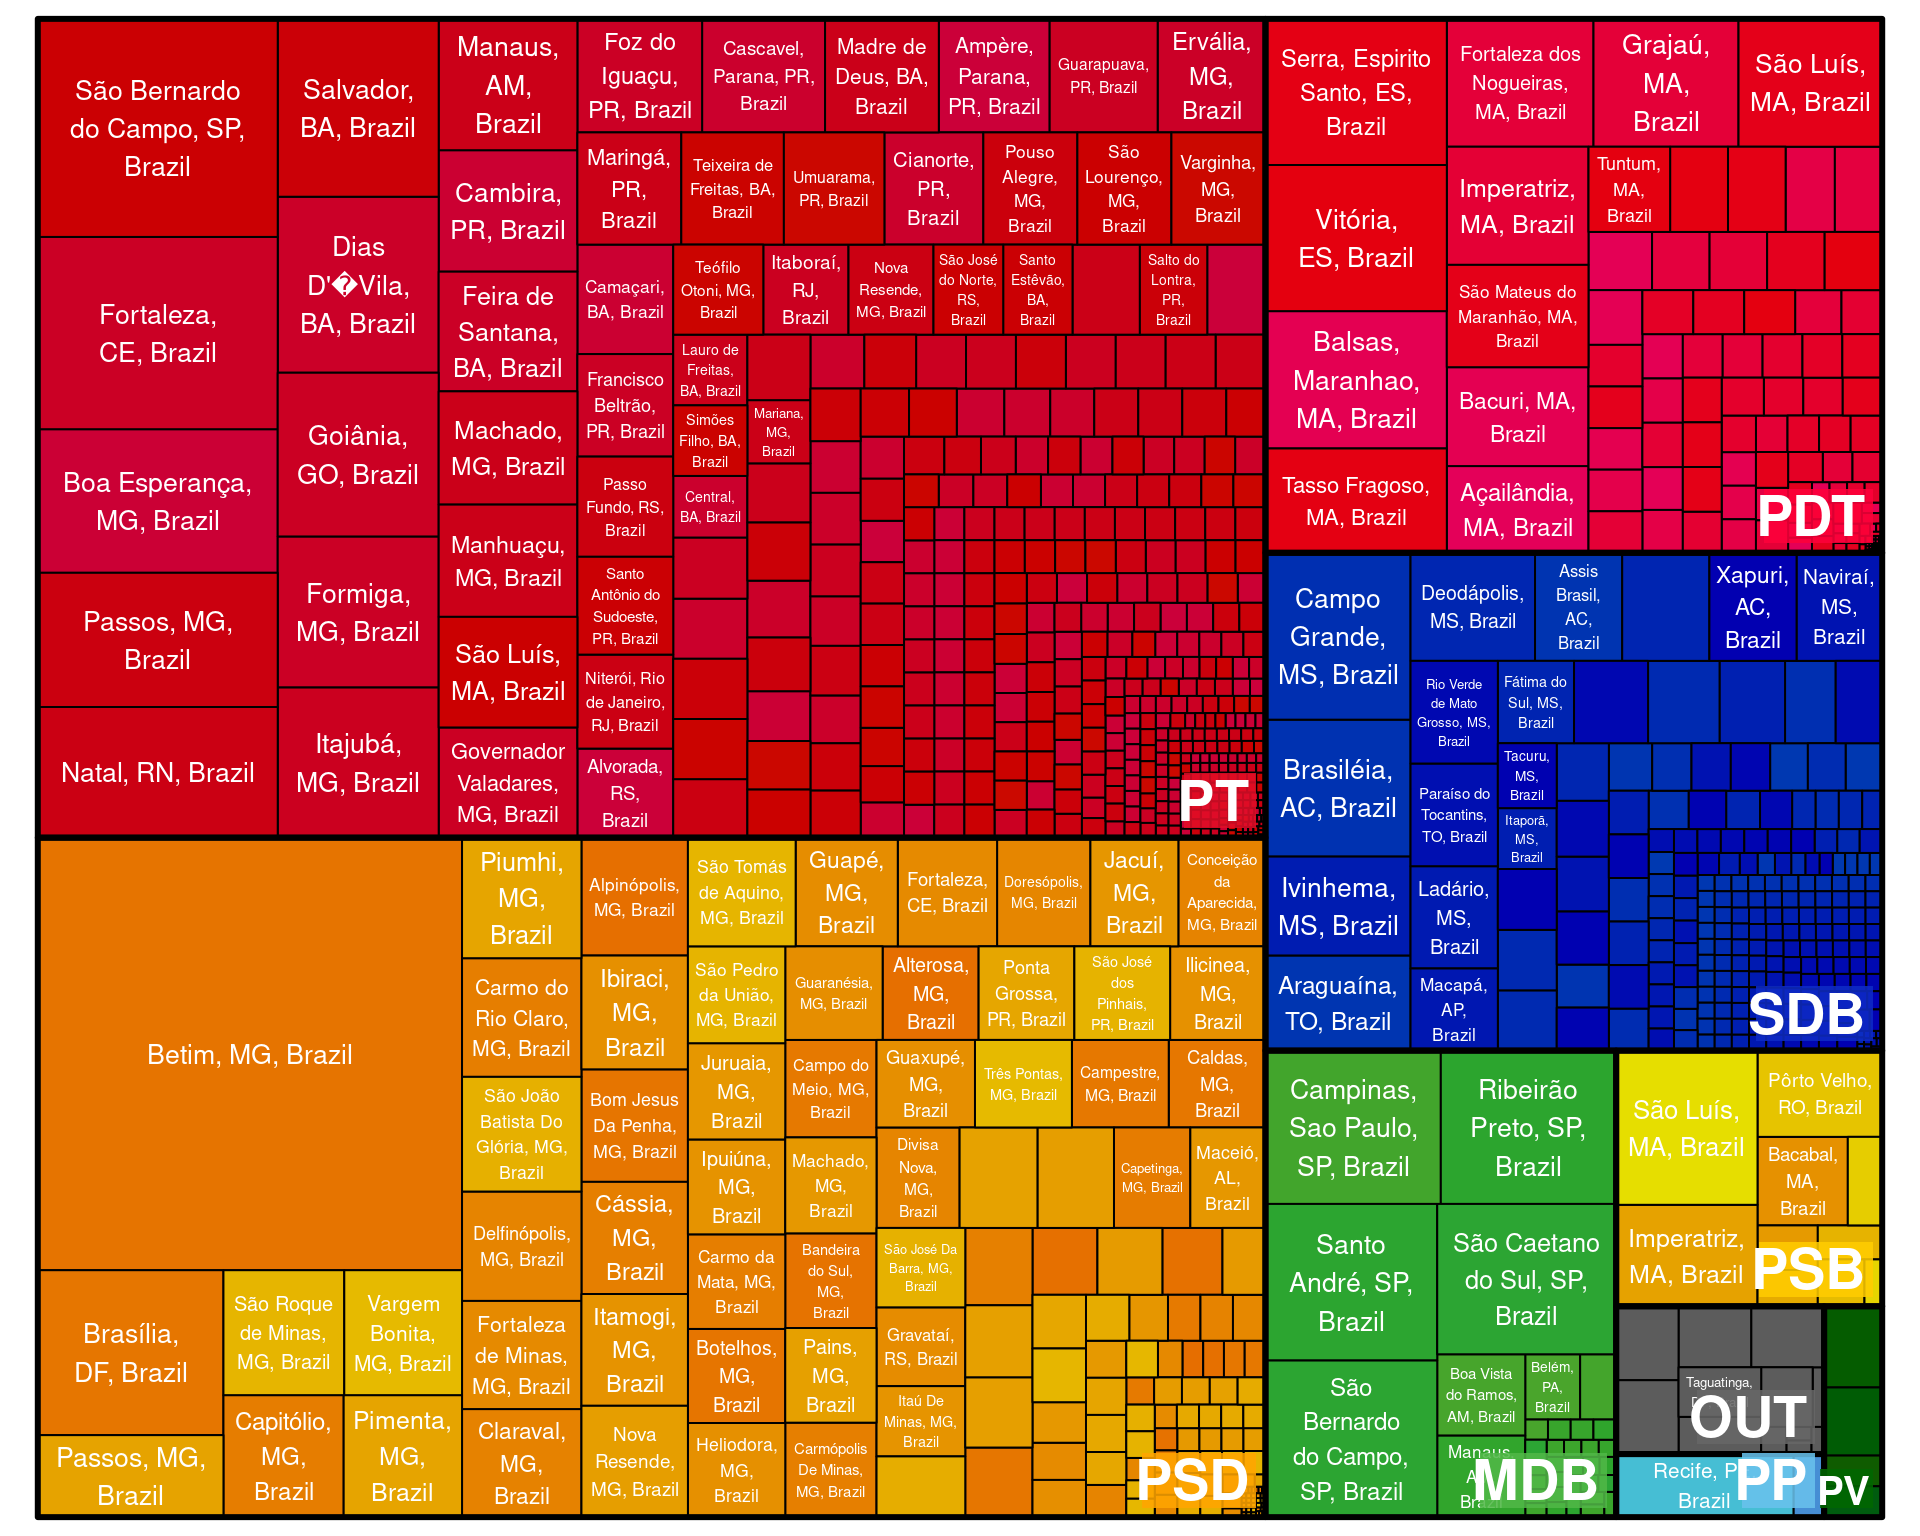 São Bernardo
do Campo, SP,
Brazil
Fortaleza,
CE, Brazil
Boa Esperança,
MG, Brazil
Passos, MG,
Brazil
Natal, RN, Brazil
Salvador,
BA, Brazil
Dias
D'�Vila,
BA, Brazil
Goiânia,
GO, Brazil
Formiga,
MG, Brazil
Itajubá,
MG, Brazil
Manaus,
AM,
Brazil
Cambira,
PR, Brazil
Feira de
Santana,
BA, Brazil
Machado,
MG, Brazil
Manhuaçu,
MG, Brazil
São Luís,
MA, Brazil
Governador
Valadares,
MG, Brazil
Foz do
Iguaçu,
PR, Brazil
Cascavel,
Parana, PR,
Brazil
Madre de
Deus, BA,
Brazil
Ampère,
Parana,
PR, Brazil
Guarapuava,
PR, Brazil
Ervália,
MG,
Brazil
Maringá,
PR,
Brazil
Teixeira de
Freitas, BA,
Brazil
Umuarama,
PR, Brazil
Cianorte,
PR,
Brazil
Pouso
Alegre,
MG,
Brazil
São
Lourenço,
MG,
Brazil
Varginha,
MG,
Brazil
Camaçari,
BA, Brazil
Francisco
Beltrão,
PR, Brazil
Passo
Fundo, RS,
Brazil
Santo
Antônio do
Sudoeste,
PR, Brazil
Niterói, Rio
de Janeiro,
RJ, Brazil
Alvorada,
RS,
Brazil
Teófilo
Otoni, MG,
Brazil
Itaboraí,
RJ,
Brazil
Nova
Resende,
MG, Brazil
São José
do Norte,
RS,
Brazil
Santo
Estêvão,
BA,
Brazil
Salto do
Lontra,
PR,
Brazil
Lauro de
Freitas,
BA, Brazil
Simões
Filho, BA,
Brazil
Central,
BA, Brazil
Mariana,
MG,
Brazil
PT
Serra, Espirito
Santo, ES,
Brazil
Vitória,
ES, Brazil
Balsas,
Maranhao,
MA, Brazil
Tasso Fragoso,
MA, Brazil
Fortaleza dos
Nogueiras,
MA, Brazil
Grajaú,
MA,
Brazil
São Luís,
MA, Brazil
Imperatriz,
MA, Brazil
São Mateus do
Maranhão, MA,
Brazil
Bacuri, MA,
Brazil
Açailândia,
MA, Brazil
Tuntum,
MA,
Brazil
PDT
Campo
Grande,
MS, Brazil
Brasiléia,
AC, Brazil
Ivinhema,
MS, Brazil
Araguaína,
TO, Brazil
Deodápolis,
MS, Brazil
Assis
Brasil,
AC,
Brazil
Xapuri,
AC,
Brazil
Naviraí,
MS,
Brazil
Rio Verde
de Mato
Grosso, MS,
Brazil
Paraíso do
Tocantins,
TO, Brazil
Ladário,
MS,
Brazil
Macapá,
AP,
Brazil
Fátima do
Sul, MS,
Brazil
Tacuru,
MS,
Brazil
Itaporã,
MS,
Brazil
SDB
Betim, MG, Brazil
Brasília,
DF, Brazil
Passos, MG,
Brazil
São Roque
de Minas,
MG, Brazil
Vargem
Bonita,
MG, Brazil
Capitólio,
MG,
Brazil
Pimenta,
MG,
Brazil
Piumhi,
MG,
Brazil
Carmo do
Rio Claro,
MG, Brazil
São João
Batista Do
Glória, MG,
Brazil
Delfinópolis,
MG, Brazil
Fortaleza
de Minas,
MG, Brazil
Claraval,
MG,
Brazil
Alpinópolis,
MG, Brazil
Ibiraci,
MG,
Brazil
Bom Jesus
Da Penha,
MG, Brazil
Cássia,
MG,
Brazil
Itamogi,
MG,
Brazil
Nova
Resende,
MG, Brazil
São Tomás
de Aquino,
MG, Brazil
Guapé,
MG,
Brazil
Fortaleza,
CE, Brazil
Doresópolis,
MG, Brazil
Jacuí,
MG,
Brazil
Conceição
da
Aparecida,
MG, Brazil
São Pedro
da União,
MG, Brazil
Juruaia,
MG,
Brazil
Ipuiúna,
MG,
Brazil
Carmo da
Mata, MG,
Brazil
Botelhos,
MG,
Brazil
Heliodora,
MG,
Brazil
Guaranésia,
MG, Brazil
Alterosa,
MG,
Brazil
Ponta
Grossa,
PR, Brazil
São José
dos
Pinhais,
PR, Brazil
Ilicinea,
MG,
Brazil
Campo do
Meio, MG,
Brazil
Machado,
MG,
Brazil
Bandeira
do Sul,
MG,
Brazil
Pains,
MG,
Brazil
Carmópolis
De Minas,
MG, Brazil
Guaxupé,
MG,
Brazil
Três Pontas,
MG, Brazil
Campestre,
MG, Brazil
Caldas,
MG,
Brazil
Divisa
Nova,
MG,
Brazil
Capetinga,
MG, Brazil
Maceió,
AL,
Brazil
São José Da
Barra, MG,
Brazil
Gravataí,
RS, Brazil
Itaú De
Minas, MG,
Brazil
PSD
Campinas,
Sao Paulo,
SP, Brazil
Ribeirão
Preto, SP,
Brazil
Santo
André, SP,
Brazil
São Caetano
do Sul, SP,
Brazil
São
Bernardo
do Campo,
SP, Brazil
Boa Vista
do Ramos,
AM, Brazil
Belém,
PA,
Brazil
Manaus,
MDB
São Luís,
MA, Brazil
Pôrto Velho,
RO, Brazil
Bacabal,
MA,
Brazil
Imperatriz,
MA, Brazil
PSB
Taguatinga,
OUT
Recife,
Brazil
PP
PV